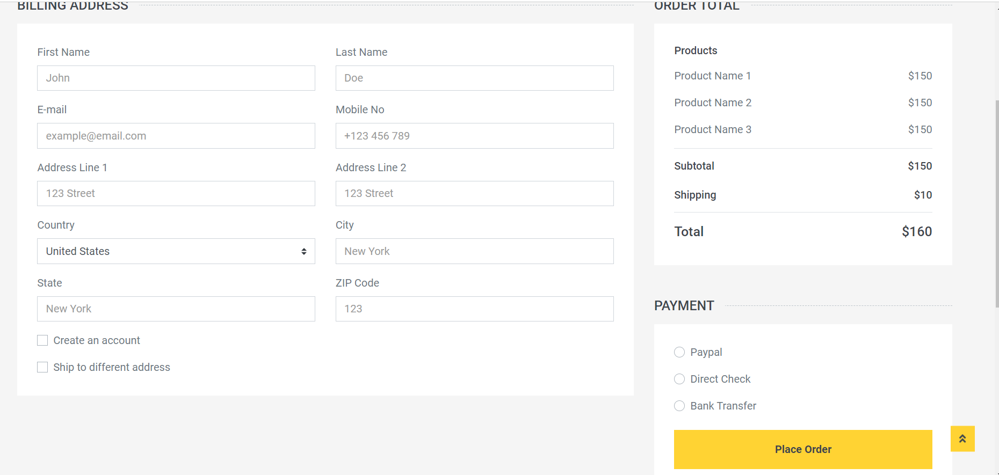 BILLING ADDRESS
First Name
Last Name
John
Doe
E-mail
Mobile No
example@email.com
+123 456 789
Address Line 1
Address Line 2
123 Street
123 Street
Country
City
United States
New York
State
ZIP Code
New York
123
Create an account
Ship to different address
ORDER TOTAL
Products
Product Name 1 $150
Product Name 2 $150
Product Name 3 $150
Subtotal $150
Shipping $10
Total $160
PAYMENT
Paypal
Direct Check
Bank Transfer
Place Order